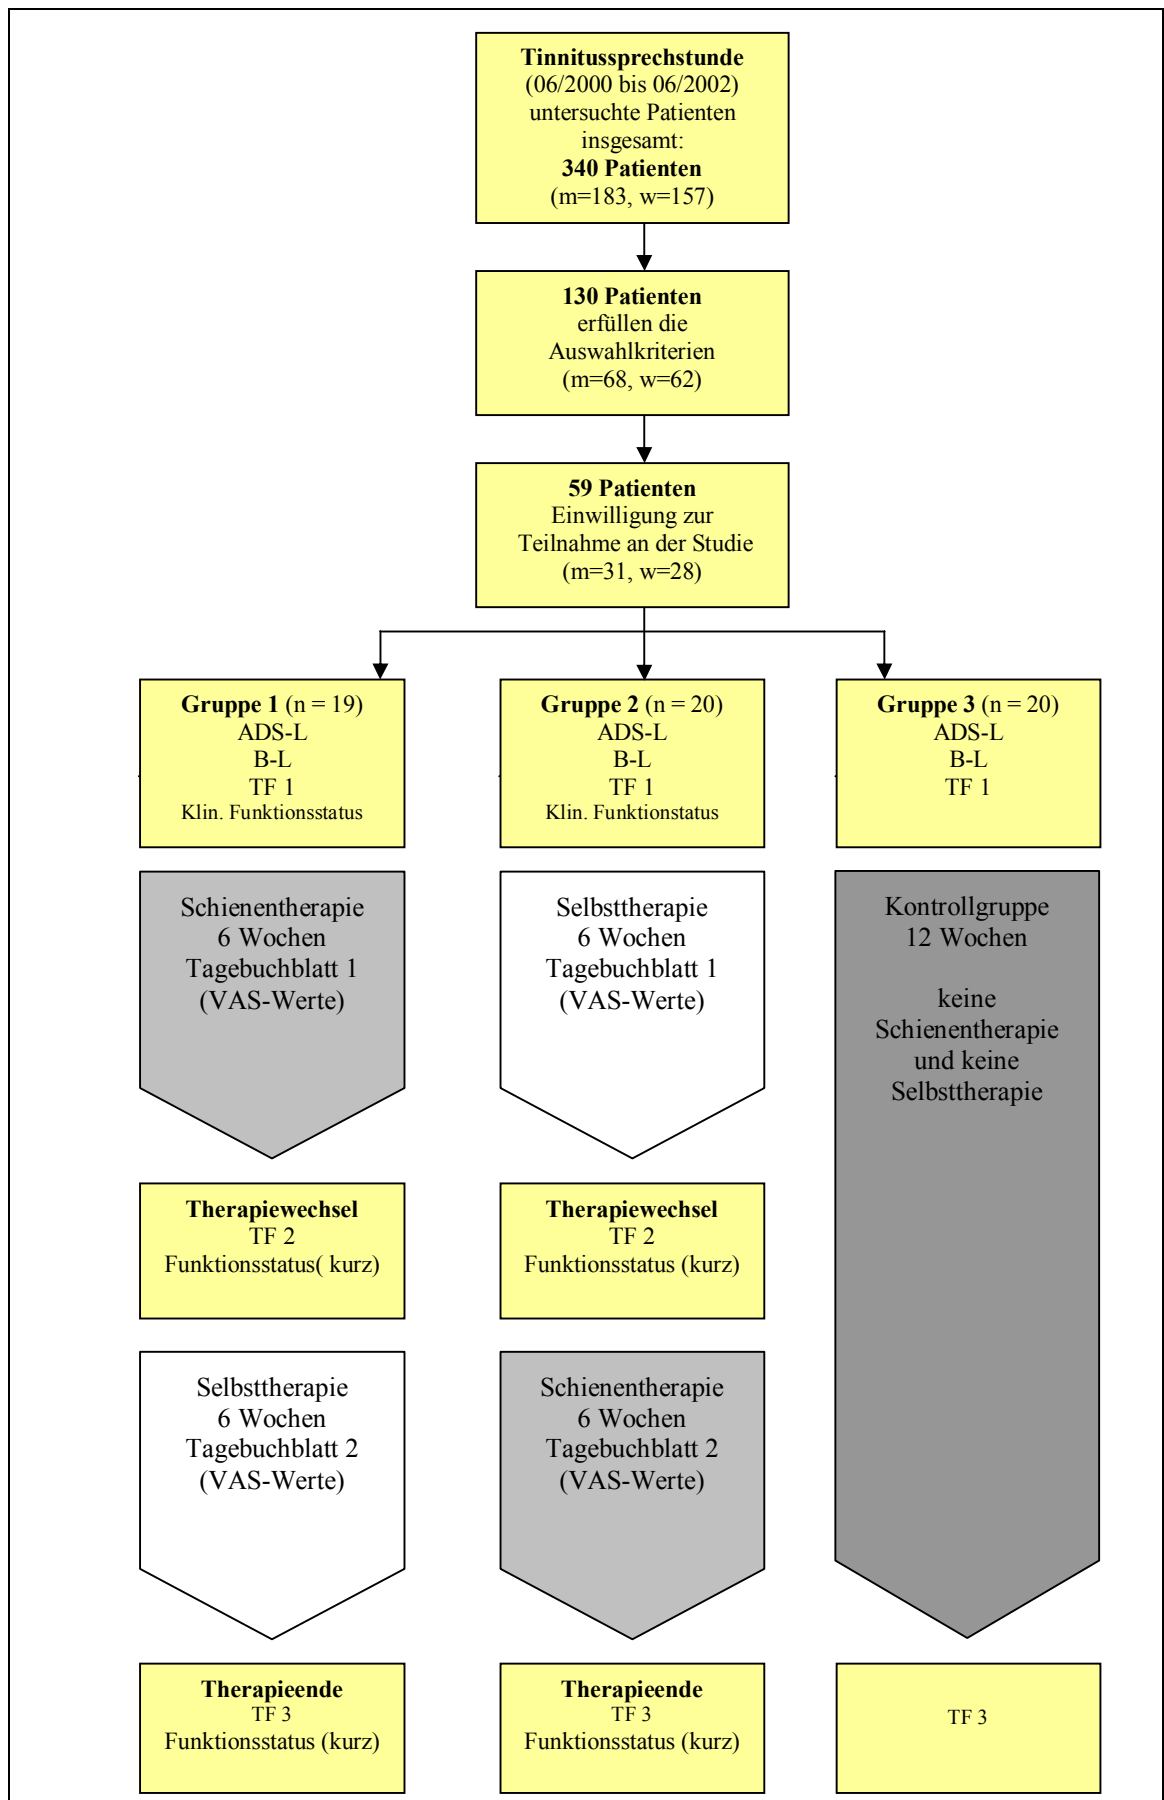 Tinnitussprechstunde
(06/2000 bis 06/2002)
untersuchte Patienten
insgesamt:
340 Patienten
(m=183, w=157)
130 Patienten
erfüllen die
Auswahlkriterien
(m=68, w=62)
59 Patienten
Einwilligung zur
Teilnahme an der Studie
(m=31, w=28)
Gruppe 1 (n = 19)
ADS-L
B-L
TF 1
Klin. Funktionsstatus
Gruppe 2 (n = 20)
ADS-L
B-L
TF 1
Klin. Funktionstatus
Gruppe 3 (n = 20)
ADS-L
B-L
TF 1
Schienentherapie
6 Wochen
Tagebuchblatt 1
(VAS-Werte)
Selbsttherapie
6 Wochen
Tagebuchblatt 1
(VAS-Werte)
Kontrollgruppe
12 Wochen
keine
Schienentherapie
und keine
Selbsttherapie
Therapiewechsel
TF 2
Funktionsstatus( kurz)
Therapiewechsel
TF 2
Funktionsstatus (kurz)
Selbsttherapie
6 Wochen
Tagebuchblatt 2
(VAS-Werte)
Schienentherapie
6 Wochen
Tagebuchblatt 2
(VAS-Werte)
Therapieende
TF 3
Funktionsstatus (kurz)
Therapieende
TF 3
Funktionsstatus (kurz)
TF 3